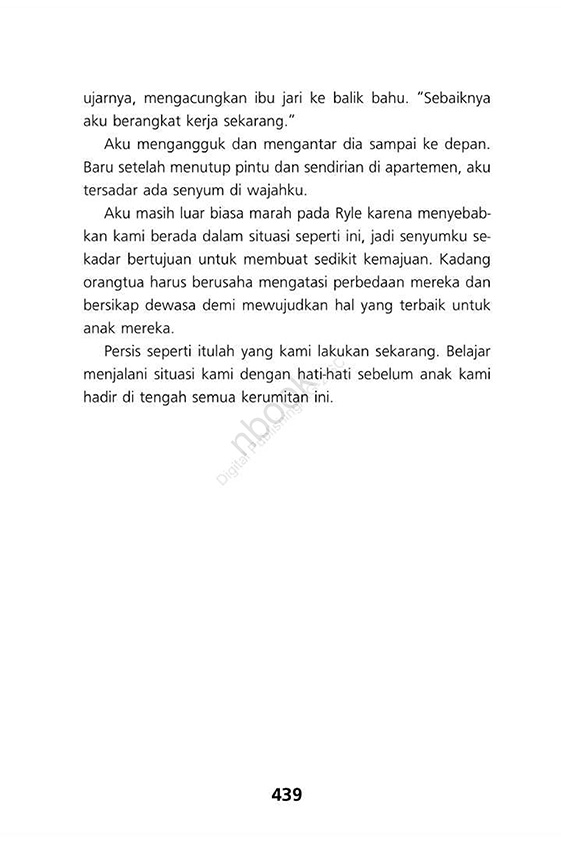 ujarnya, mengacungkan ibu jari ke balik bahu. “Sebaiknya
aku berangkat kerja sekarang.”
Aku mengangguk dan mengantar dia sampai ke depan.
Baru setelah menutup pintu dan sendirian di apartemen, aku
tersadar ada senyum di wajahku.
Aku masih luar biasa marah pada Ryle karena menyebab-
kan kami berada dalam situasi seperti ini, jadi senyumku se-
kadar bertujuan untuk membuat sedikit kemajuan. Kadang
orangtua harus berusaha mengatasi perbedaan mereka dan
bersikap dewasa demi mewujudkan hal yang terbaik untuk
anak mereka.
Persis seperti itulah yang kami lakukan sekarang. Belajar
menjalani situasi kami dengan hati-hati sebelum anak kami
hadir di tengah semua kerumitan ini.
nbook
Digital Publishing
439